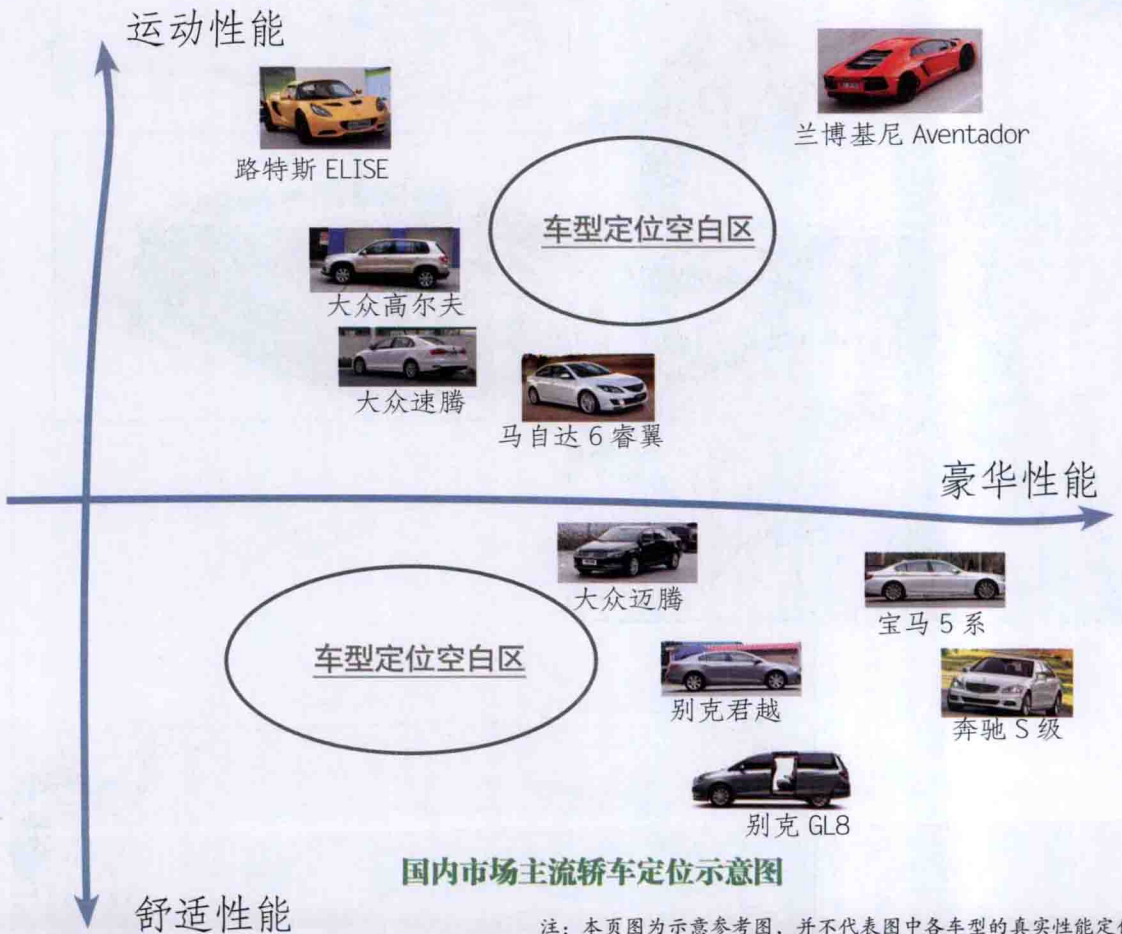 运动性能
路特斯 ELISE
兰博基尼 Aventador
车型定位空白区
大众高尔夫
大众速腾
马自达 6 睿翼
豪华性能
大众迈腾
宝马 5 系
车型定位空白区
别克君越
奔驰 S 级
别克 GL8
国内市场主流轿车定位示意图
舒适性能
注：本页图为示意参考图，并不代表图中各车型的真实性能定位